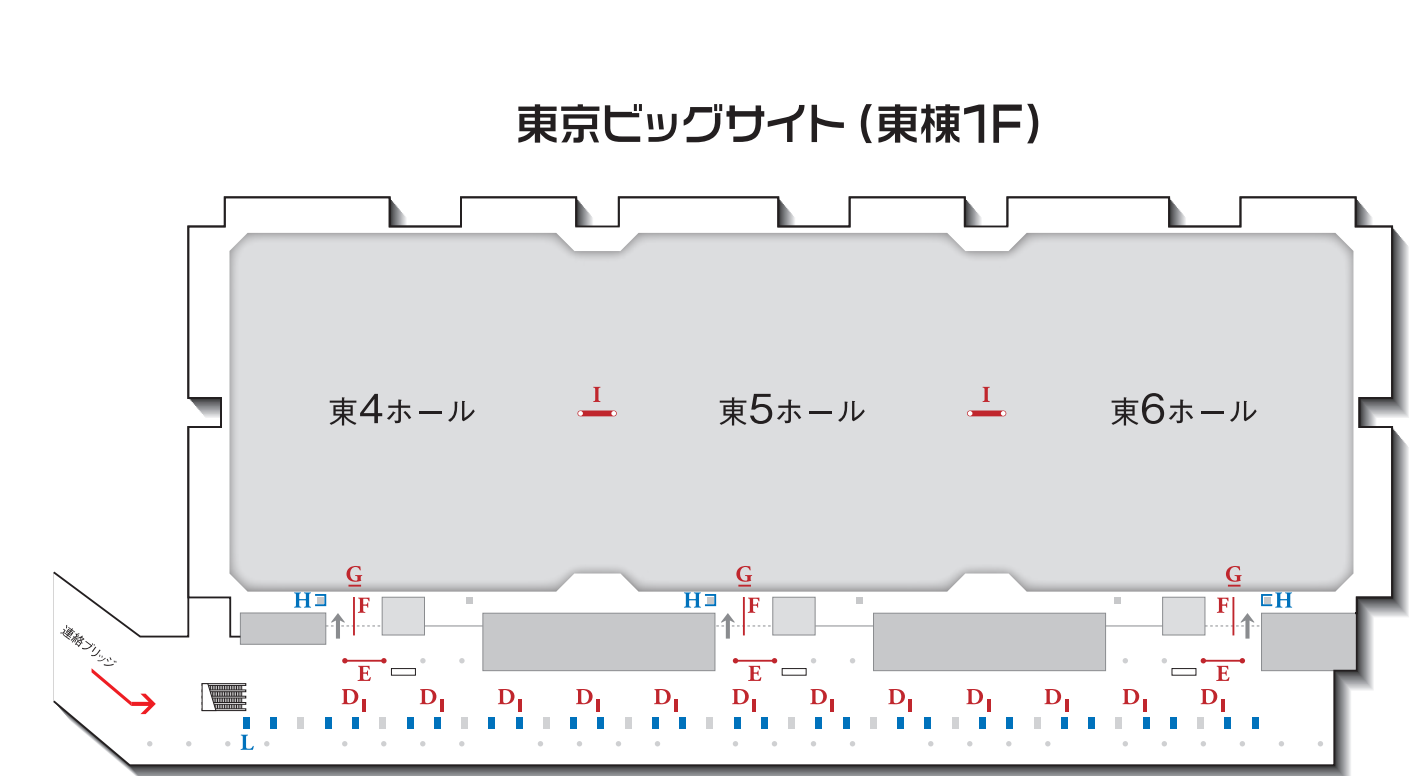 東京ビッグサイト（東棟1F）
I I
東4ホール 東5ホール 東6ホール
G G G
H F H F F H
連絡ブリッジ
E E E
D D D D D D D D D D D D
L